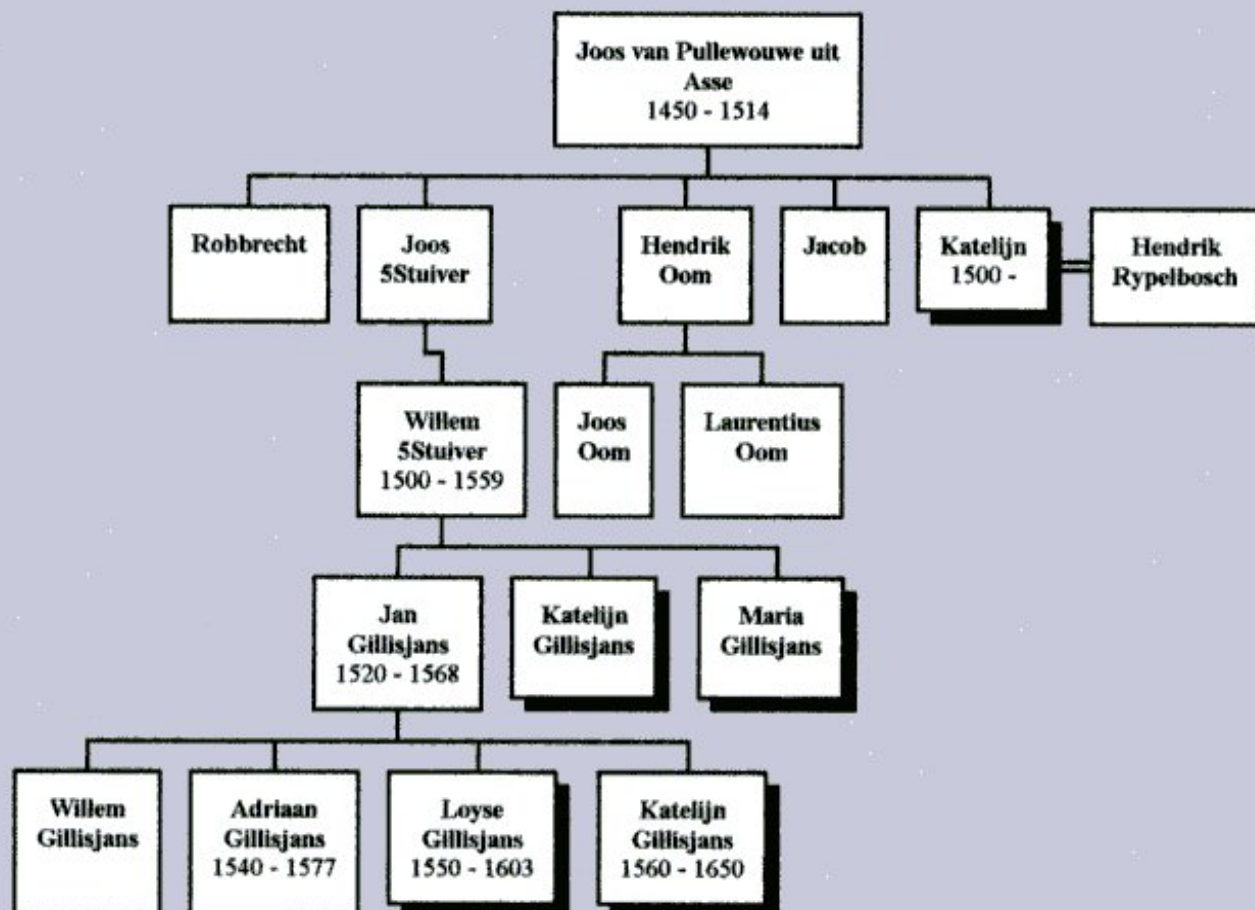 Joos van Pullewouwe uit
Asse
1450 - 1514
Robbrecht
Joos
5Stuiver
Hendrik
Oom
Jacob
Katelijn
1500 -
Hendrik
Rypelbosch
Willem
5Stuiver
1500 - 1559
Joos
Oom
Laurentius
Oom
Jan
Gillisjans
1520 - 1568
Katelijn
Gillisjans
Maria
Gillisjans
Willem
Gillisjans
Adriaan
Gillisjans
1540 - 1577
Loyse
Gillisjans
1550 - 1603
Katelijn
Gillisjans
1560 - 1650